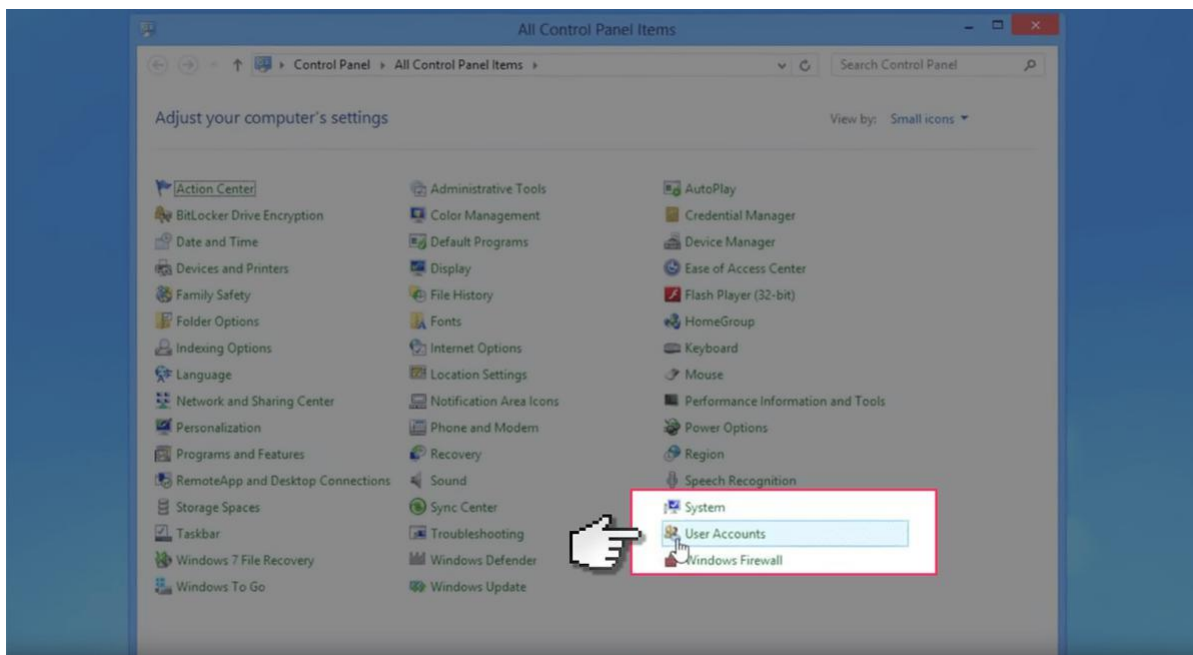 All Control Panel Items
Control Panel All Control Panel Items
Search Control Panel
Adjust your computer's settings
View by: Small icons
Action Center
Administrative Tools
AutoPlay
BitLocker Drive Encryption
Color Management
Credential Manager
Date and Time
Default Programs
Device Manager
Devices and Printers
Display
Ease of Access Center
Family Safety
File History
Flash Player (32-bit)
Folder Options
Fonts
HomeGroup
Indexing Options
Internet Options
Keyboard
Language
Location Settings
Mouse
Network and Sharing Center
Notification Area Icons
Performance Information and Tools
Personalization
Phone and Modem
Power Options
Programs and Features
Recovery
Region
RemoteApp and Desktop Connections
Sound
Speech Recognition
Storage Spaces
Sync Center
System
Taskbar
Troubleshooting
User Accounts
Windows 7 File Recovery
Windows Defender
Windows Firewall
Windows To Go
Windows Update